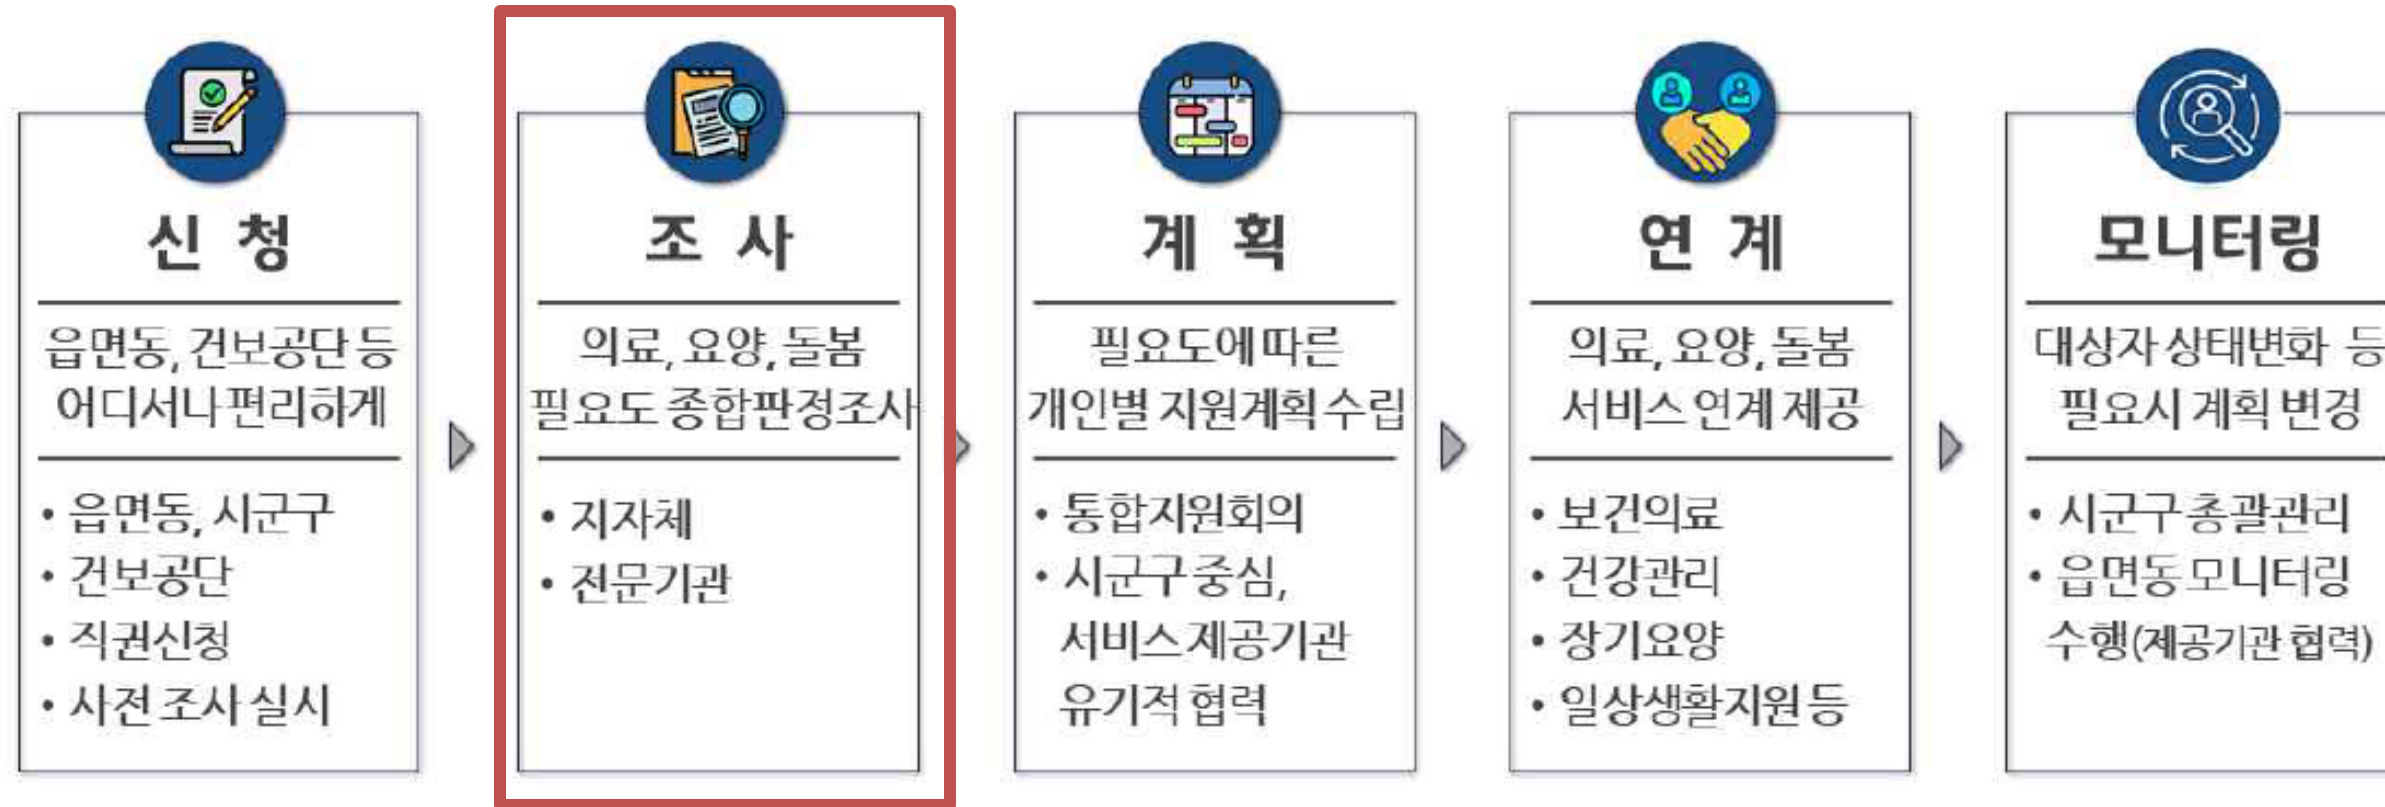 신 청
읍면동, 건보공단 등
어디서나 편리하게
• 읍면동, 시군구
• 건보공단
• 직권신청
• 사전 조사 실시
조 사
의료, 요양, 돌봄
필요도 종합판정조사
• 지자체
• 전문기관
계 획
필요도에 따른
개인별 지원계획 수립
• 통합지원회의
• 시군구 중심,
서비스 제공기관
유기적 협력
연 계
의료, 요양, 돌봄
서비스 연계 제공
• 보건의료
• 건강관리
• 장기요양
• 일상생활지원 등
모니터링
대상자 상태변화 등
필요시 계획 변경
• 시군구 총괄관리
• 읍면동 모니터링
수행(제공기관 협력)